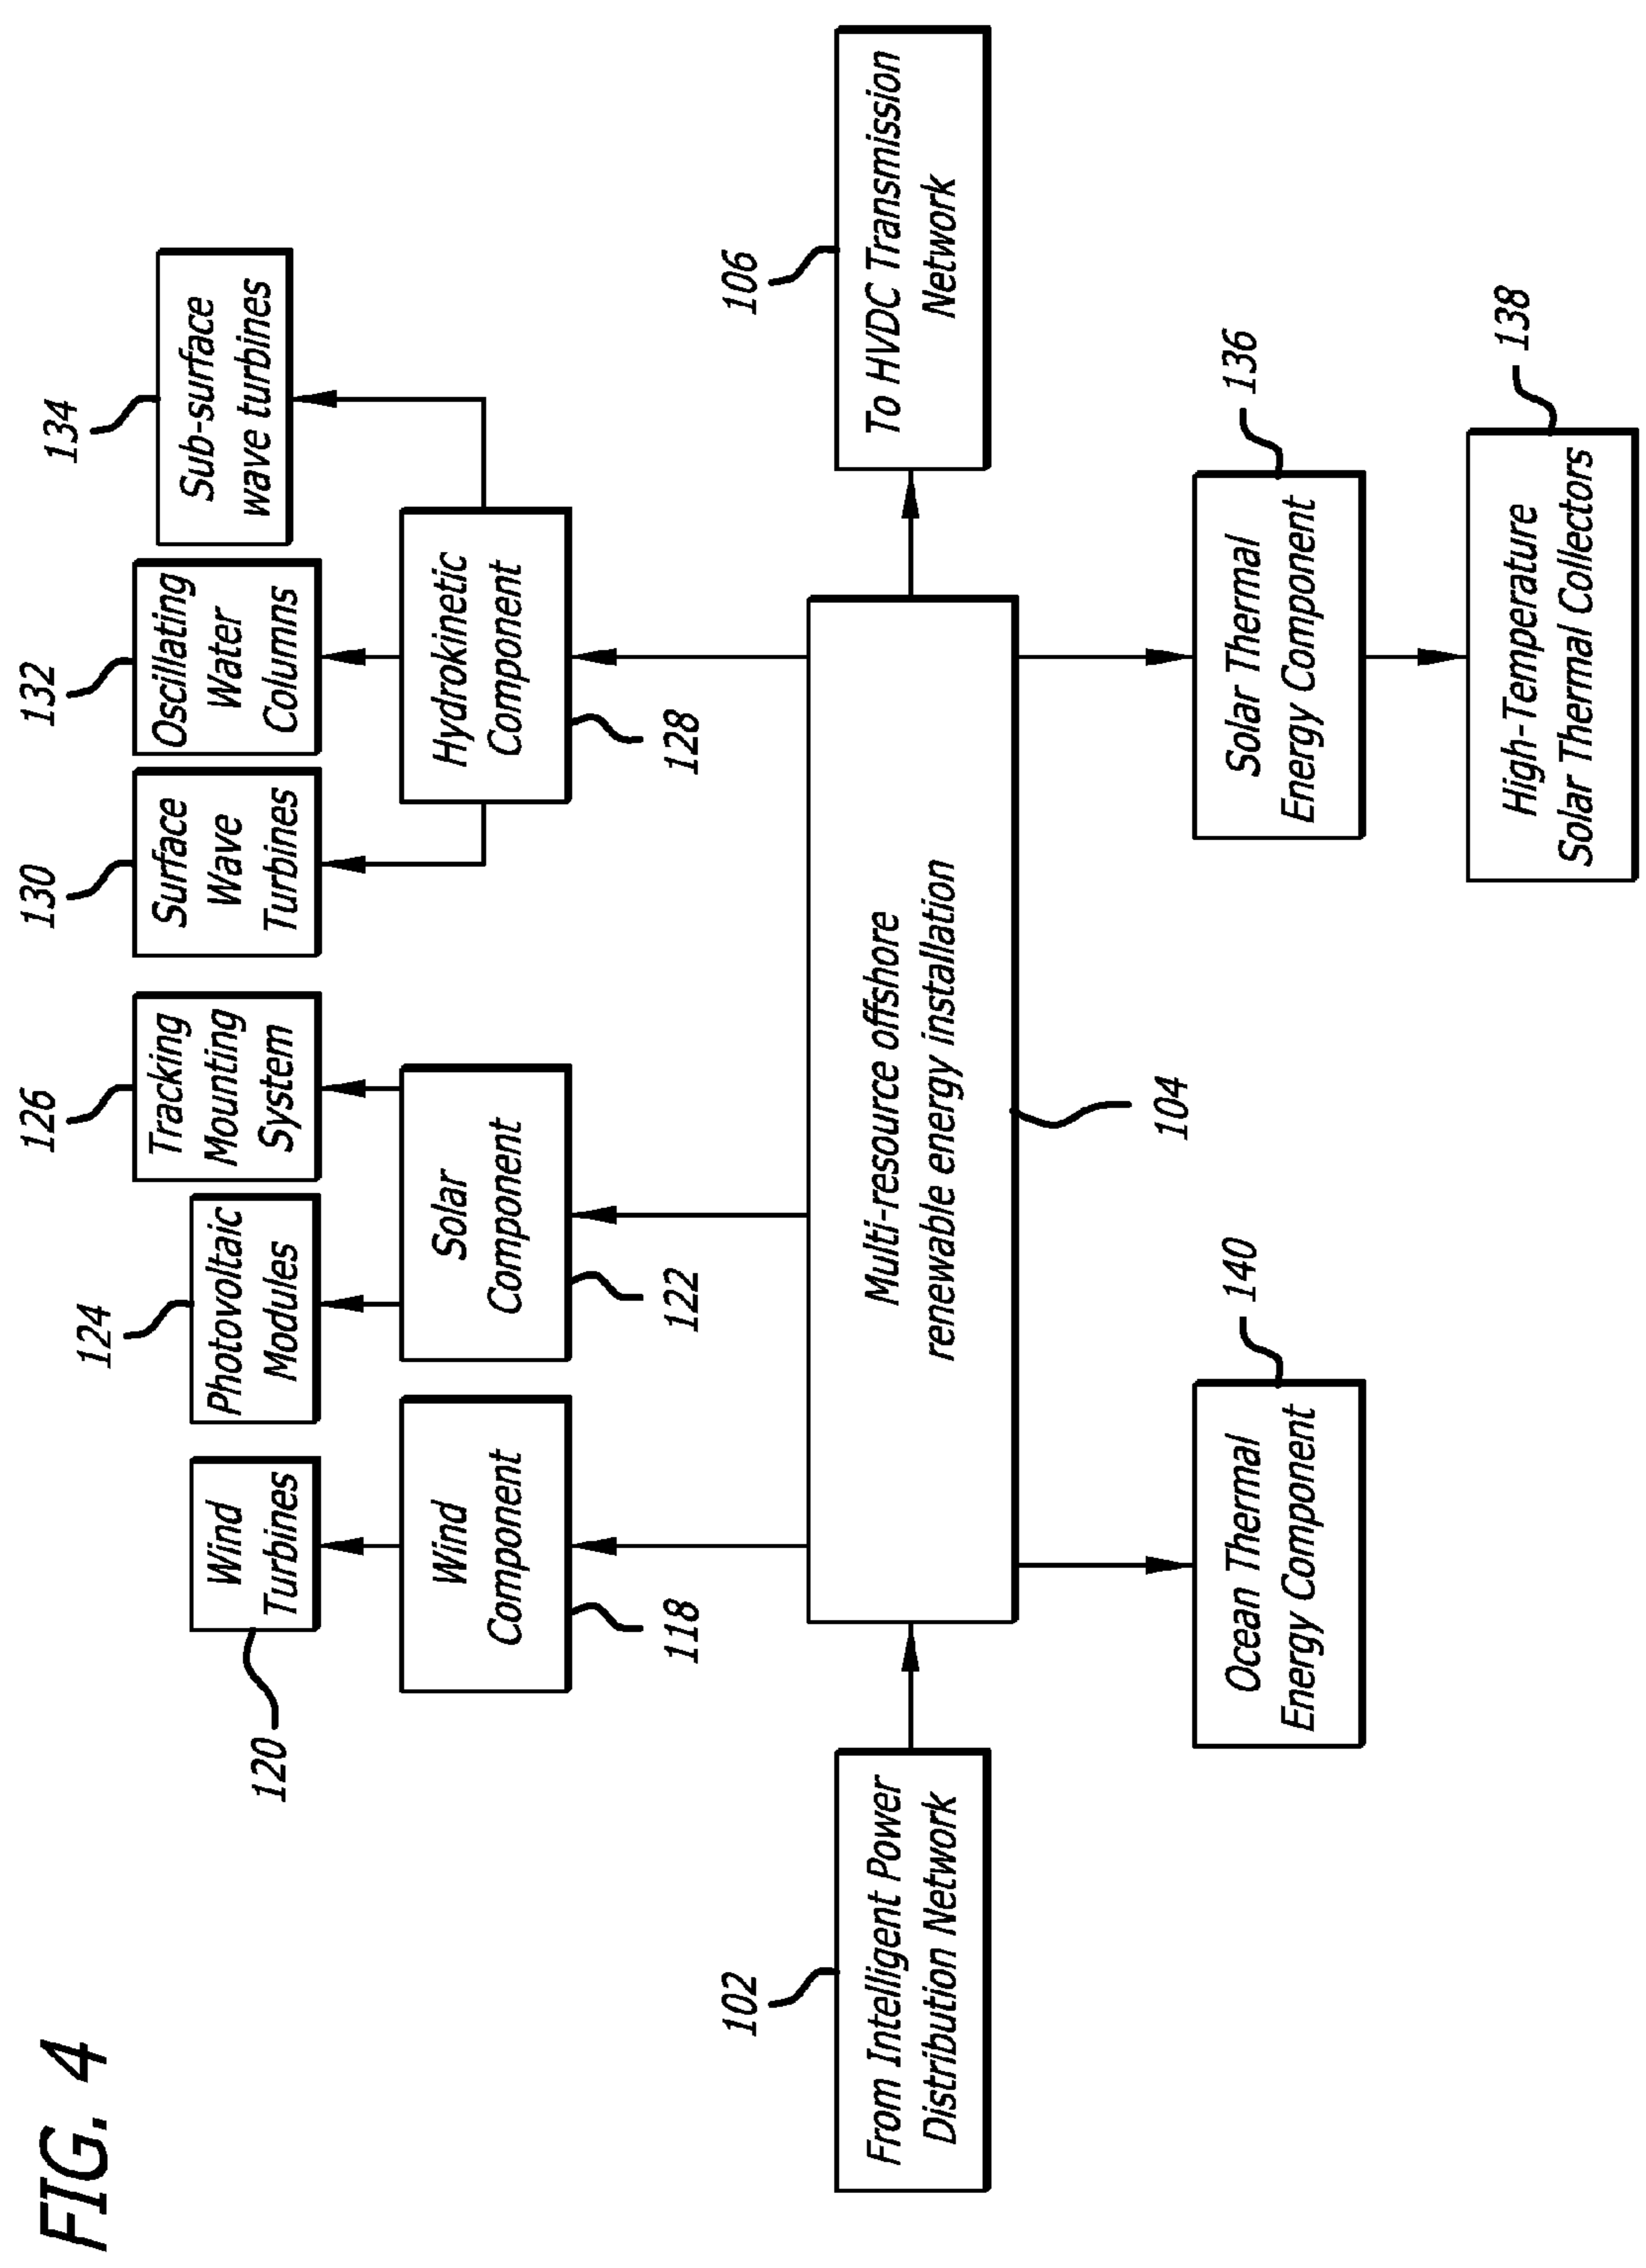 FIG. 4
120
Wind
Turbines
124
Photovoltaic
Modules
126
Tracking
Mounting
System
130
Surface
Wave
Turbines
132
Oscillating
Water
Columns
134
Sub-surface
wave turbines
Wind
Component
118
Solar
Component
122
Hydrokinetic
Component
128
102
From Intelligent Power
Distribution Network
Multi-resource offshore
renewable energy installation
104
106
To HVDC Transmission
Network
Ocean Thermal
Energy Component
140
Solar Thermal
Energy Component
136
High-Temperature
Solar Thermal Collectors
138